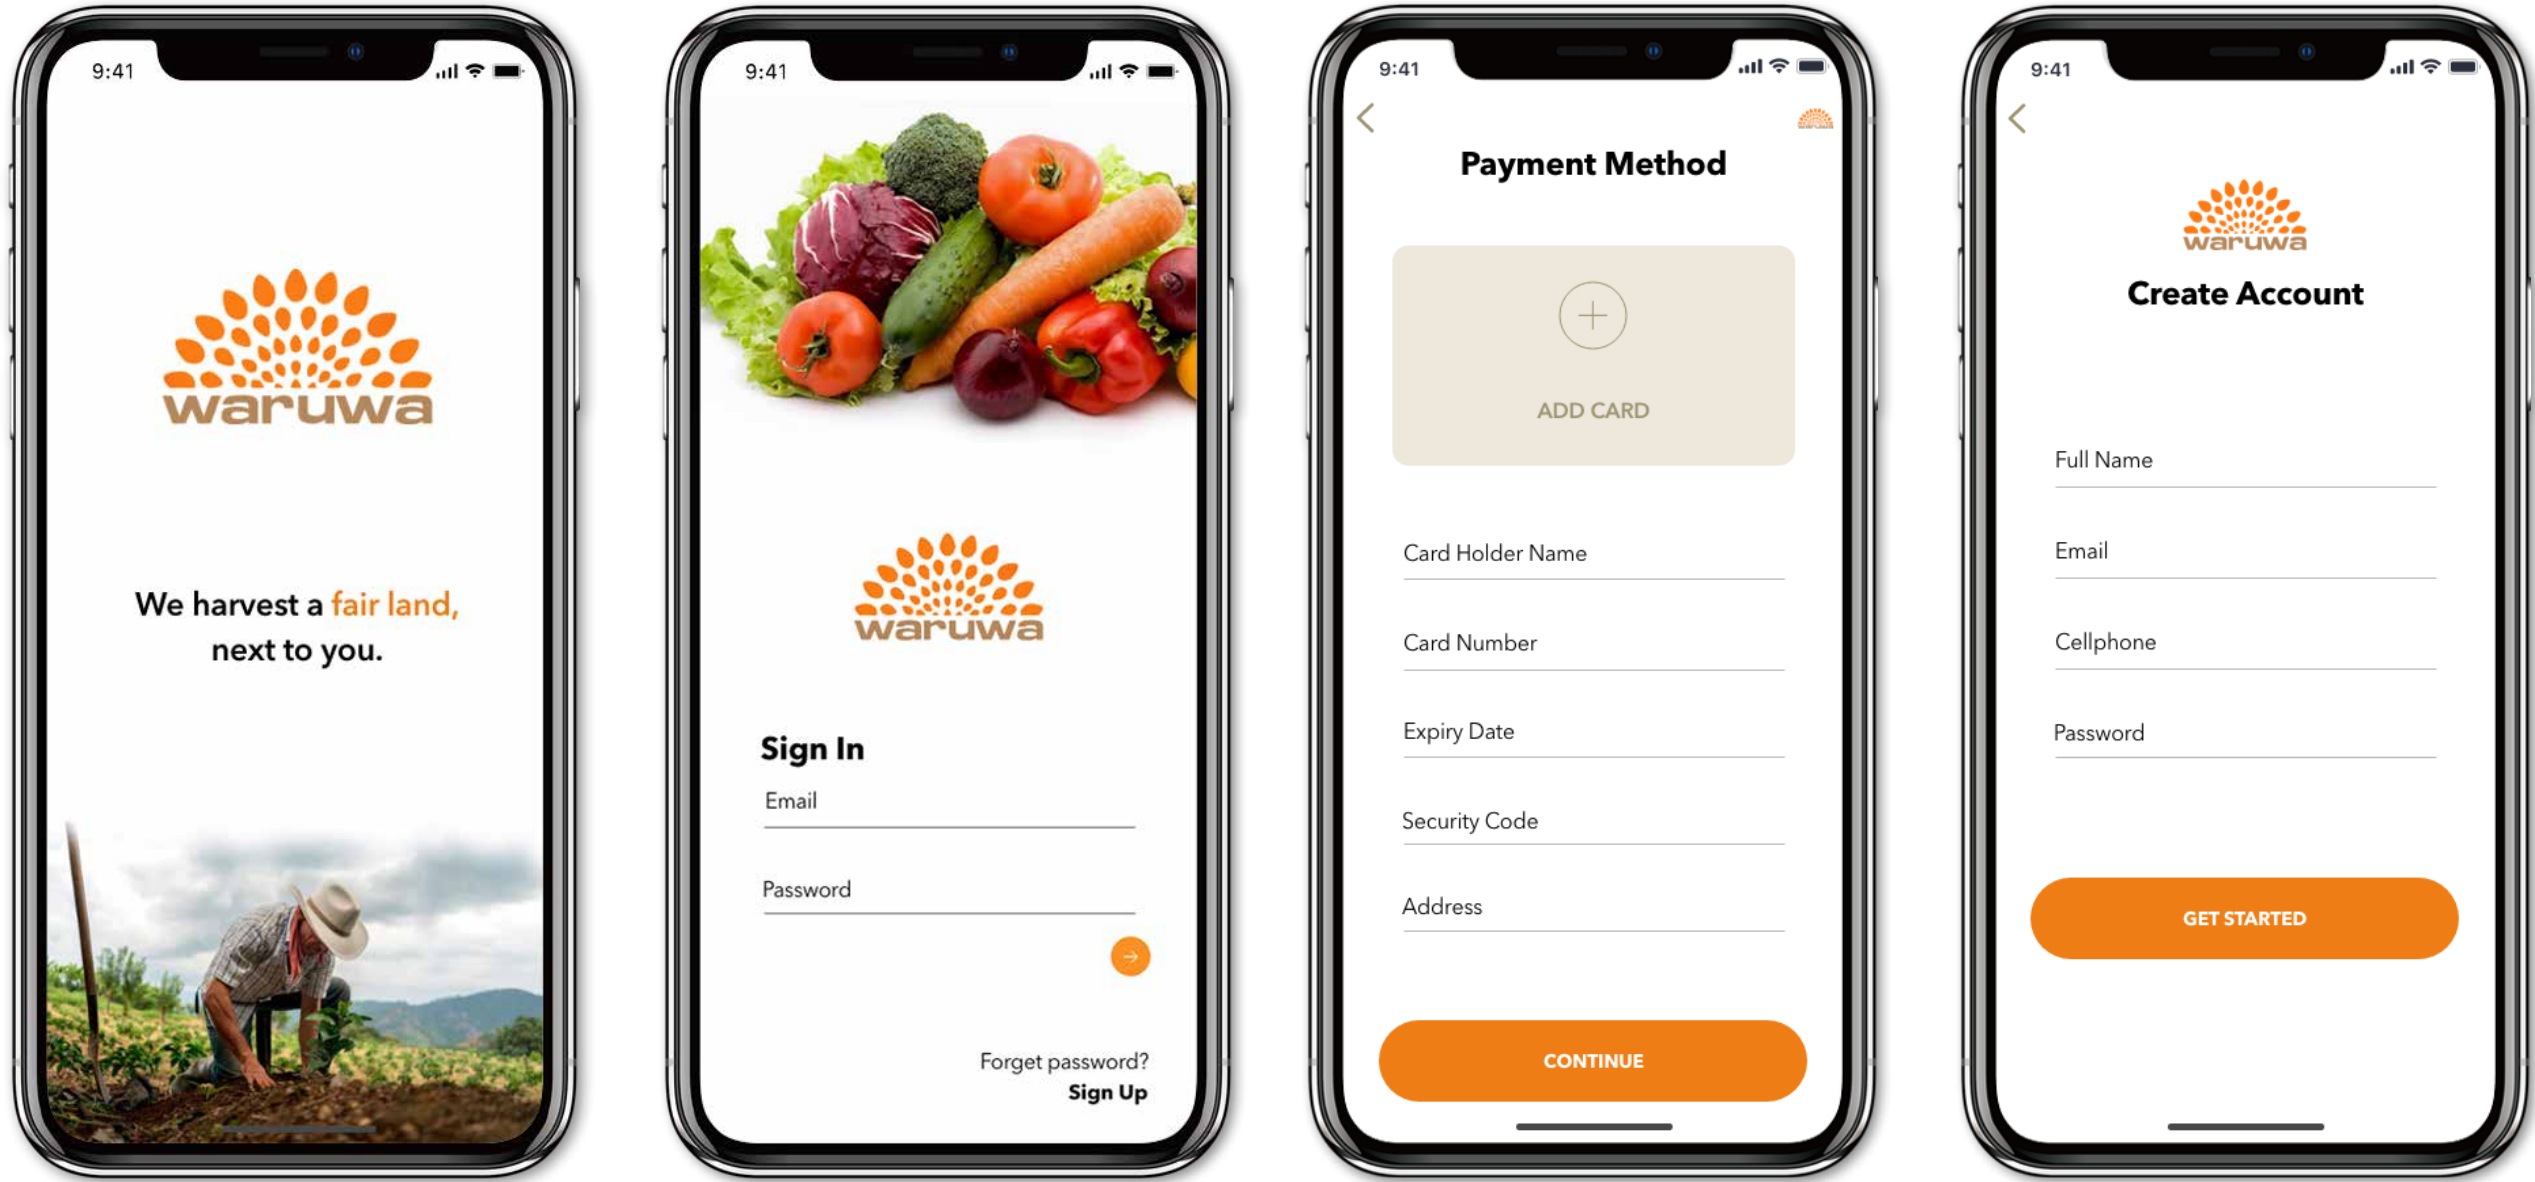 9:41
waruwa
We harvest a fair land,
next to you.
9:41
waruwa
Sign In
Email
Password
Forget password?
Sign Up
9:41
Payment Method
ADD CARD
Card Holder Name
Card Number
Expiry Date
Security Code
Address
CONTINUE
9:41
waruwa
Create Account
Full Name
Email
Cellphone
Password
GET STARTED